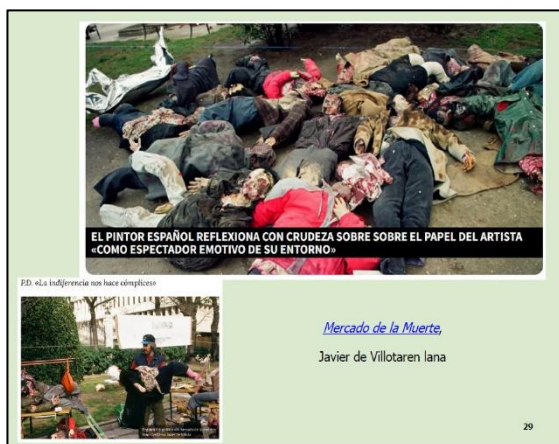 EL PINTOR ESPAÑOL REFLEXIONA CON CRUDEZA SOBRE SOBRE EL PAPEL DEL ARTISTA
«COMO ESPECTADOR EMOTIVO DE SU ENTORNO»
P.D. «La indiferencia nos hace cómplices»
Mercado de la Muerte,
Javier de Villotaren lana
29